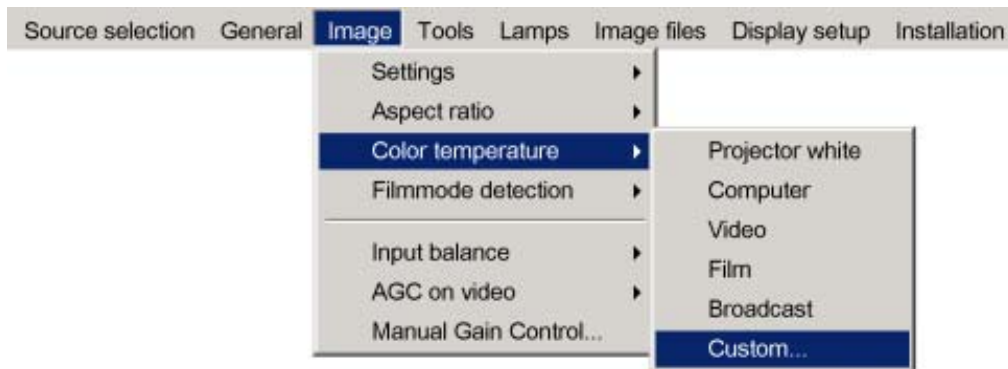 Source selection General Image Tools Lamps Image files Display setup Installation
Settings
Aspect ratio
Color temperature
Filmmode detection
Input balance
AGC on video
Manual Gain Control...
Projector white
Computer
Video
Film
Broadcast
Custom...